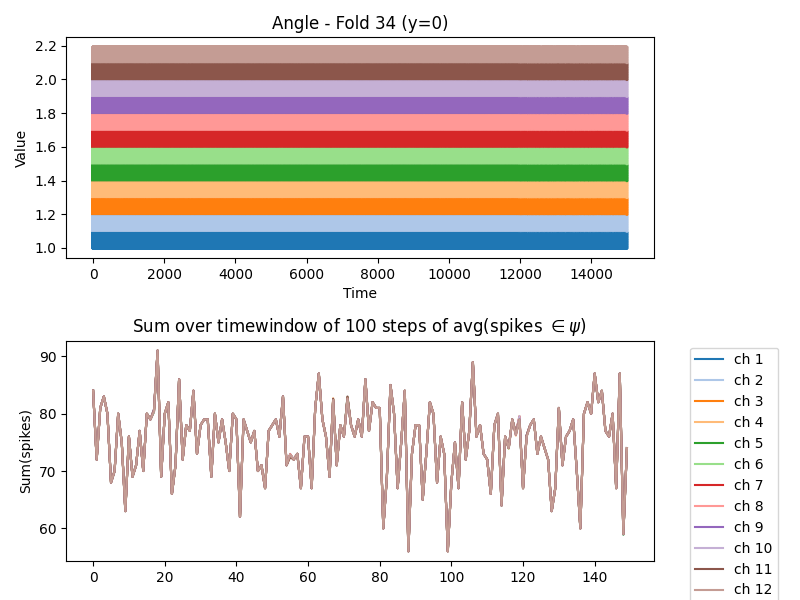 Angle - Fold 34 (y=0)
Value
2.2
2.0
1.8
1.6
1.4
1.2
1.0
0 2000 4000 6000 8000 10000 12000 14000
Time
Sum over timewindow of 100 steps of avg(spikes ∈ ψ)
Sum(spikes)
90
80
70
60
0 20 40 60 80 100 120 140
ch 1
ch 2
ch 3
ch 4
ch 5
ch 6
ch 7
ch 8
ch 9
ch 10
ch 11
ch 12